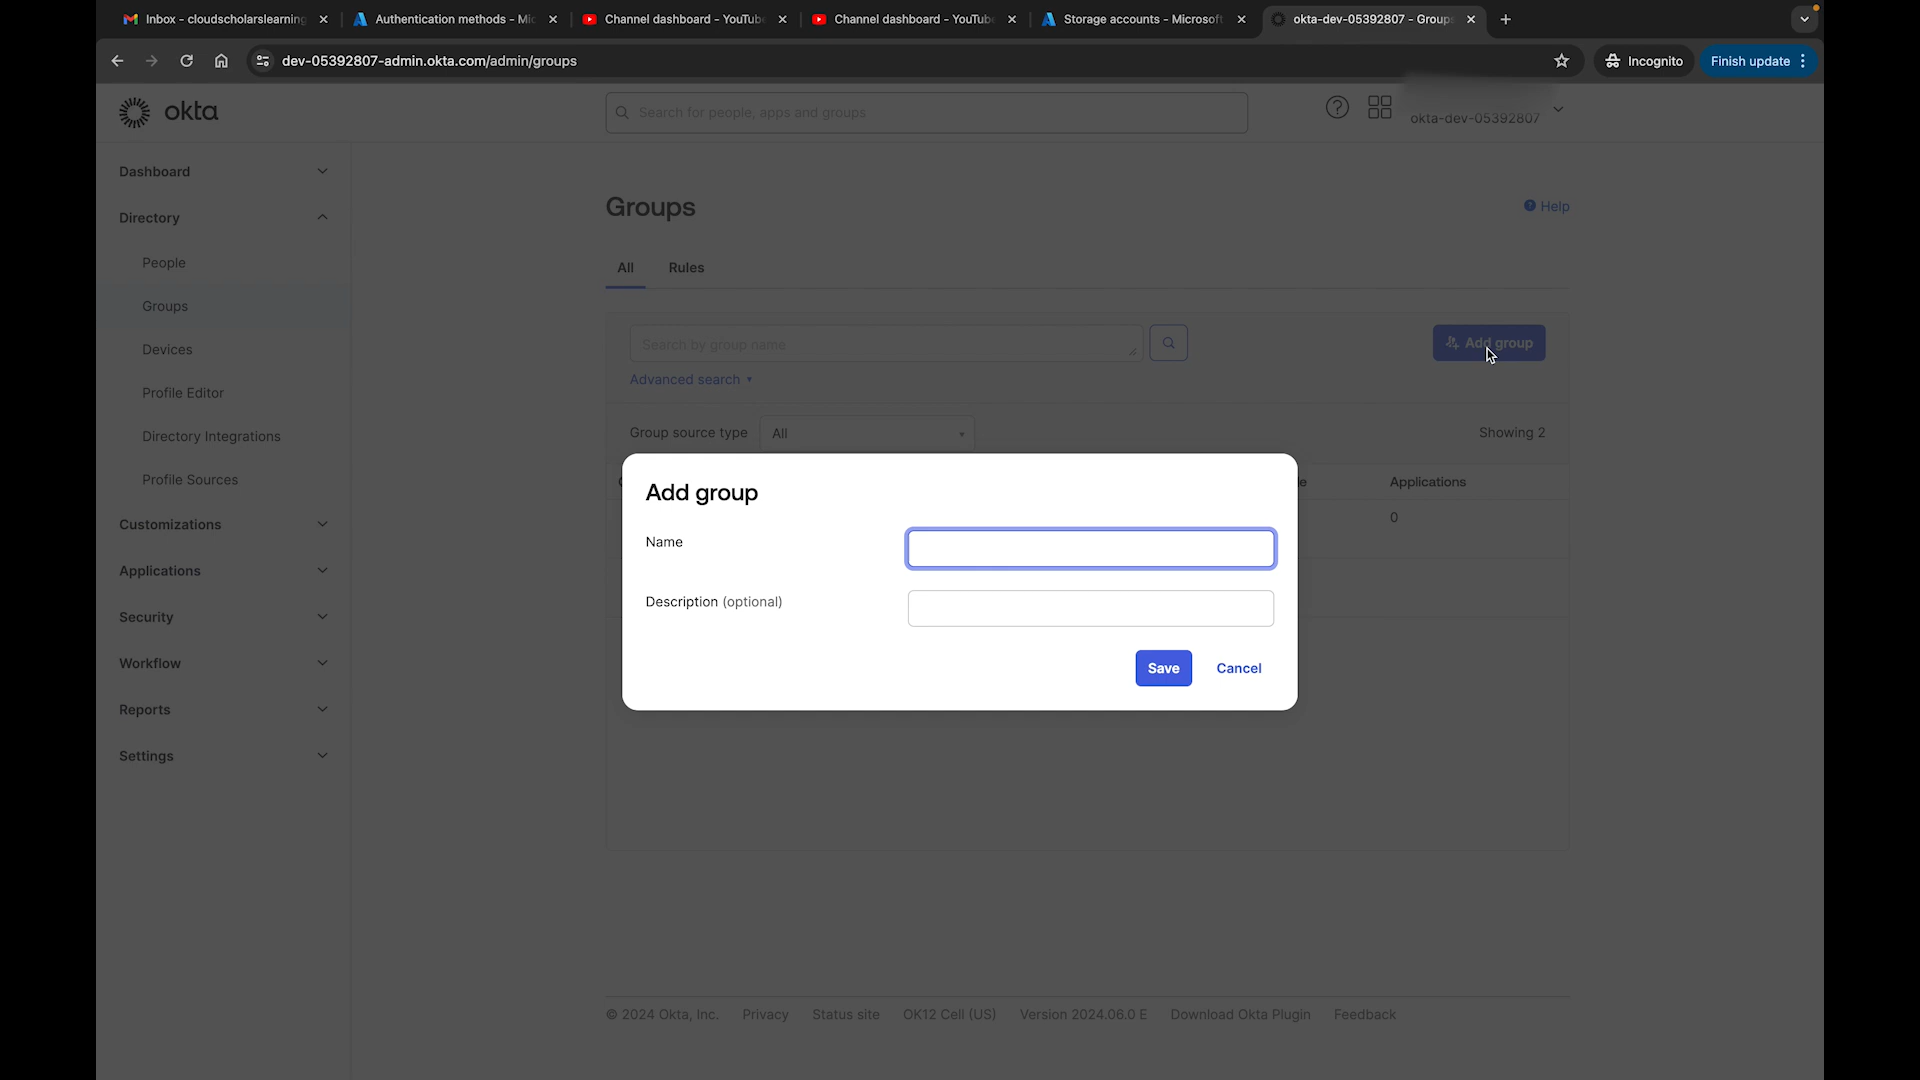 Inbox - cloudscholarslearning
Authentication methods - Mic
Channel dashboard - YouTube
Channel dashboard - YouTube
Storage accounts - Microsoft
okta-dev-05392807 - Groups
dev-05392807-admin.okta.com/admin/groups
Incognito
Finish update
okta
Search for people, apps and groups
okta-dev-05392807
Dashboard
Directory
People
Groups
Devices
Profile Editor
Directory Integrations
Profile Sources
Customizations
Applications
Security
Workflow
Reports
Settings
Groups
Help
All
Rules
Search by group name
Add group
Advanced search
Group source type
All
Showing 2
Applications
0
Add group
Name
Description (optional)
Save
Cancel
© 2024 Okta, Inc.
Privacy
Status site
OK12 Cell (US)
Version 2024.06.0 E
Download Okta Plugin
Feedback